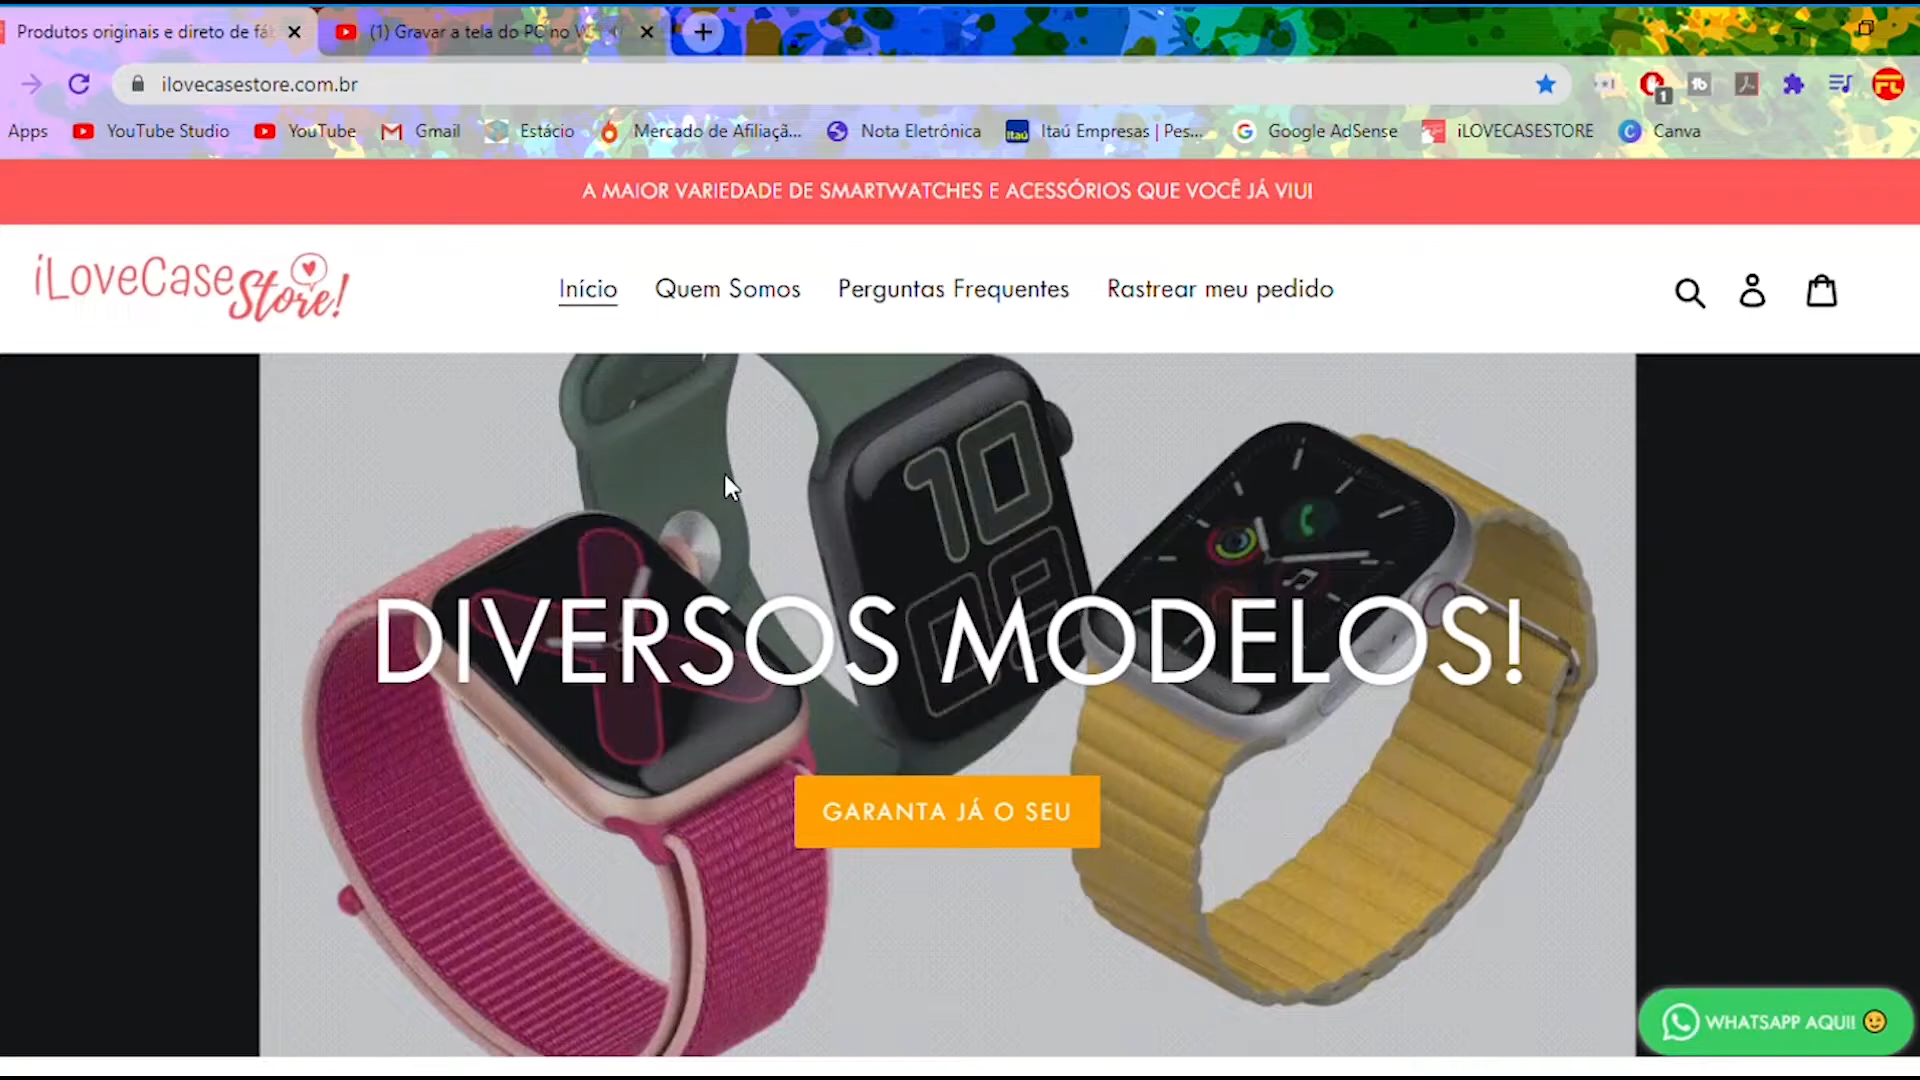 Produtos originais e direto de fá
(1) Gravar a tela do PC no
ilovecasestore.com.br
1
Apps
YouTube Studio
YouTube
Gmail
Estácio
Mercado de Afiliaçã...
Nota Eletrônica
Itaú
Itaú Empresas | Pes...
Google AdSense
iLOVECASESTORE
Canva
A MAIOR VARIEDADE DE SMARTWATCHES E ACESSÓRIOS QUE VOCÊ JÁ VIU!
iLoveCase
Store!
Início
Quem Somos
Perguntas Frequentes
Rastrear meu pedido
10
09
DIVERSOS MODELOS!
GARANTA JÁ O SEU
WHATSAPP AQUI!